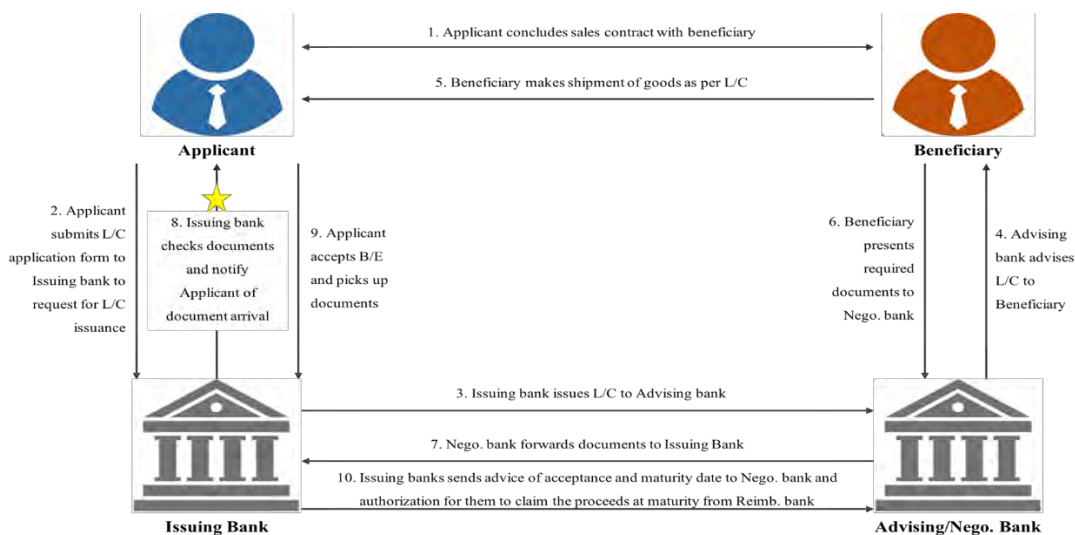 1. Applicant concludes sales contract with beneficiary
5. Beneficiary makes shipment of goods as per L/C
Applicant
Beneficiary
2. Applicant
submits L/C
application form to
Issuing bank to
request for L/C
issuance
8. Issuing bank
checks documents
and notify
Applicant of
document arrival
9. Applicant
accepts B/E
and picks up
documents
6. Beneficiary
presents
required
documents to
Nego. bank
4. Advising
bank advises
L/C to
Beneficiary
3. Issuing bank issues L/C to Advising bank
7. Nego. bank forwards documents to Issuing Bank
10. Issuing banks sends advice of acceptance and maturity date to Nego. bank and
authorization for them to claim the proceeds at maturity from Reimb. bank
Issuing Bank
Advising/Nego. Bank